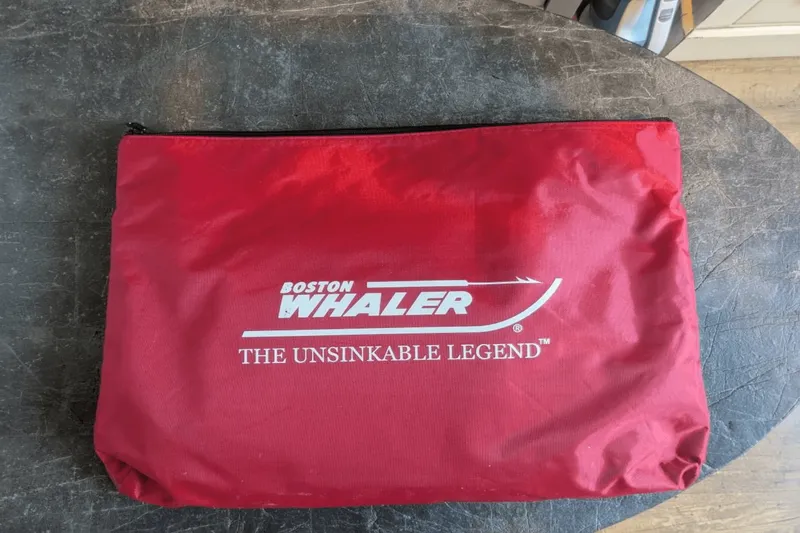 BOSTON
WHALER
®
THE UNSINKABLE LEGEND™